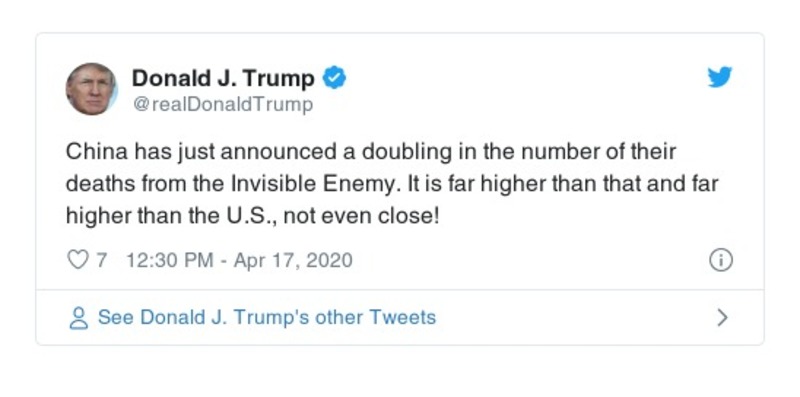 Donald J. Trump
@realDonaldTrump
China has just announced a doubling in the number of their
deaths from the Invisible Enemy. It is far higher than that and far
higher than the U.S., not even close!
7 12:30 PM - Apr 17, 2020
See Donald J. Trump's other Tweets